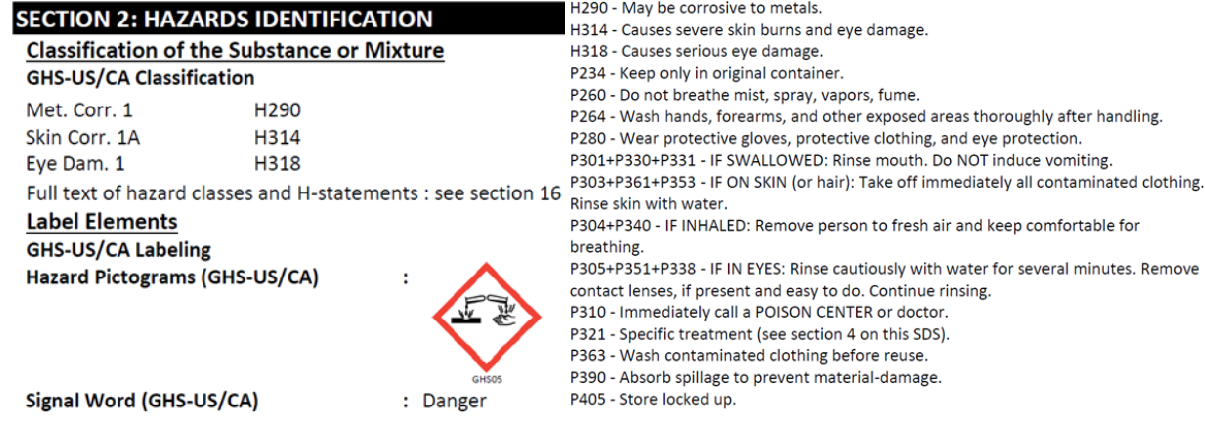 SECTION 2: HAZARDS IDENTIFICATION
Classification of the Substance or Mixture
GHS-US/CA Classification
Met. Corr. 1 H290
Skin Corr. 1A H314
Eye Dam. 1 H318
Full text of hazard classes and H-statements : see section 16
Label Elements
GHS-US/CA Labeling
Hazard Pictograms (GHS-US/CA) :
GHS05
Signal Word (GHS-US/CA) : Danger
H290 - May be corrosive to metals.
H314 - Causes severe skin burns and eye damage.
H318 - Causes serious eye damage.
P234 - Keep only in original container.
P260 - Do not breathe mist, spray, vapors, fume.
P264 - Wash hands, forearms, and other exposed areas thoroughly after handling.
P280 - Wear protective gloves, protective clothing, and eye protection.
P301+P330+P331 - IF SWALLOWED: Rinse mouth. Do NOT induce vomiting.
P303+P361+P353 - IF ON SKIN (or hair): Take off immediately all contaminated clothing.
Rinse skin with water.
P304+P340 - IF INHALED: Remove person to fresh air and keep comfortable for
breathing.
P305+P351+P338 - IF IN EYES: Rinse cautiously with water for several minutes. Remove
contact lenses, if present and easy to do. Continue rinsing.
P310 - Immediately call a POISON CENTER or doctor.
P321 - Specific treatment (see section 4 on this SDS).
P363 - Wash contaminated clothing before reuse.
P390 - Absorb spillage to prevent material-damage.
P405 - Store locked up.